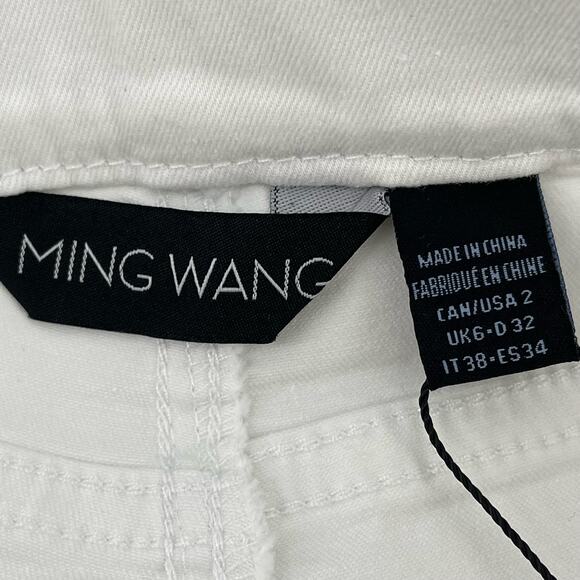 MING WANG
MADE IN CHINA
FABRIQUÉ EN CHINE
CAN/USA 2
UK6•D 32
IT38•ES34